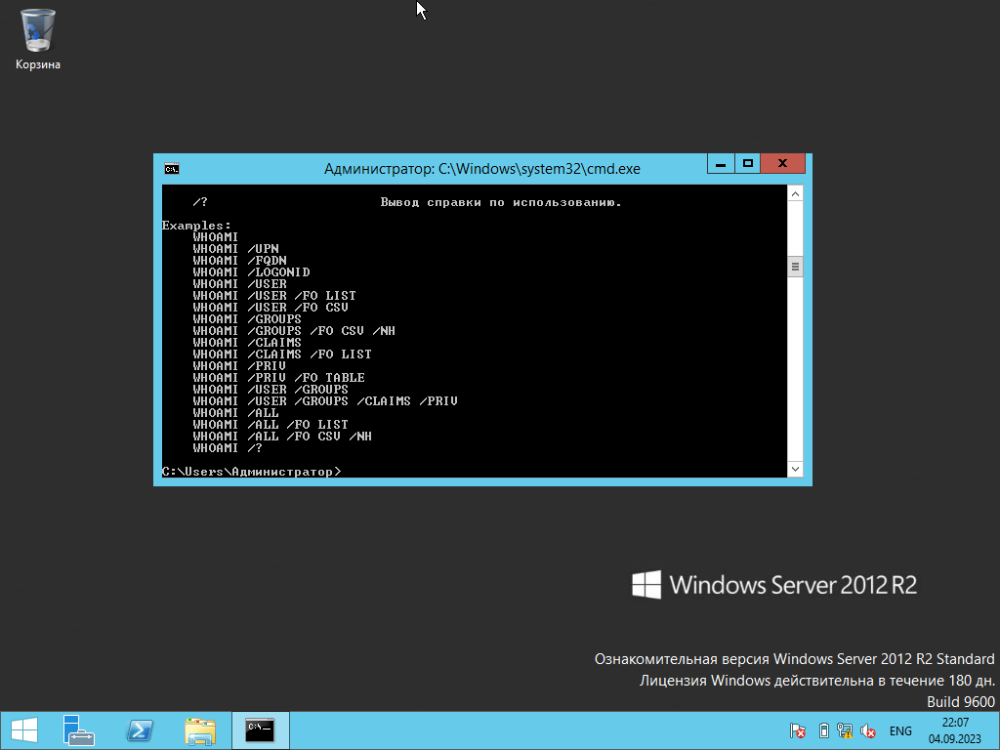 Корзина
Администратор: C:\Windows\system32\cmd.exe
/? Вывод справки по использованию.
Examples:
WHOAMI
WHOAMI /UPN
WHOAMI /FQDN
WHOAMI /LOGONID
WHOAMI /USER
WHOAMI /USER /FO LIST
WHOAMI /USER /FO CSV
WHOAMI /GROUPS
WHOAMI /GROUPS /FO CSV /NH
WHOAMI /CLAIMS
WHOAMI /CLAIMS /FO LIST
WHOAMI /PRIV
WHOAMI /PRIV /FO TABLE
WHOAMI /USER /GROUPS
WHOAMI /USER /GROUPS /CLAIMS /PRIV
WHOAMI /ALL
WHOAMI /ALL /FO LIST
WHOAMI /ALL /FO CSV /NH
WHOAMI /?
C:\Users\Администратор>
Windows Server 2012 R2
Ознакомительная версия Windows Server 2012 R2 Standard
Лицензия Windows действительна в течение 180 дн.
Build 9600
ENG
22:07
04.09.2023